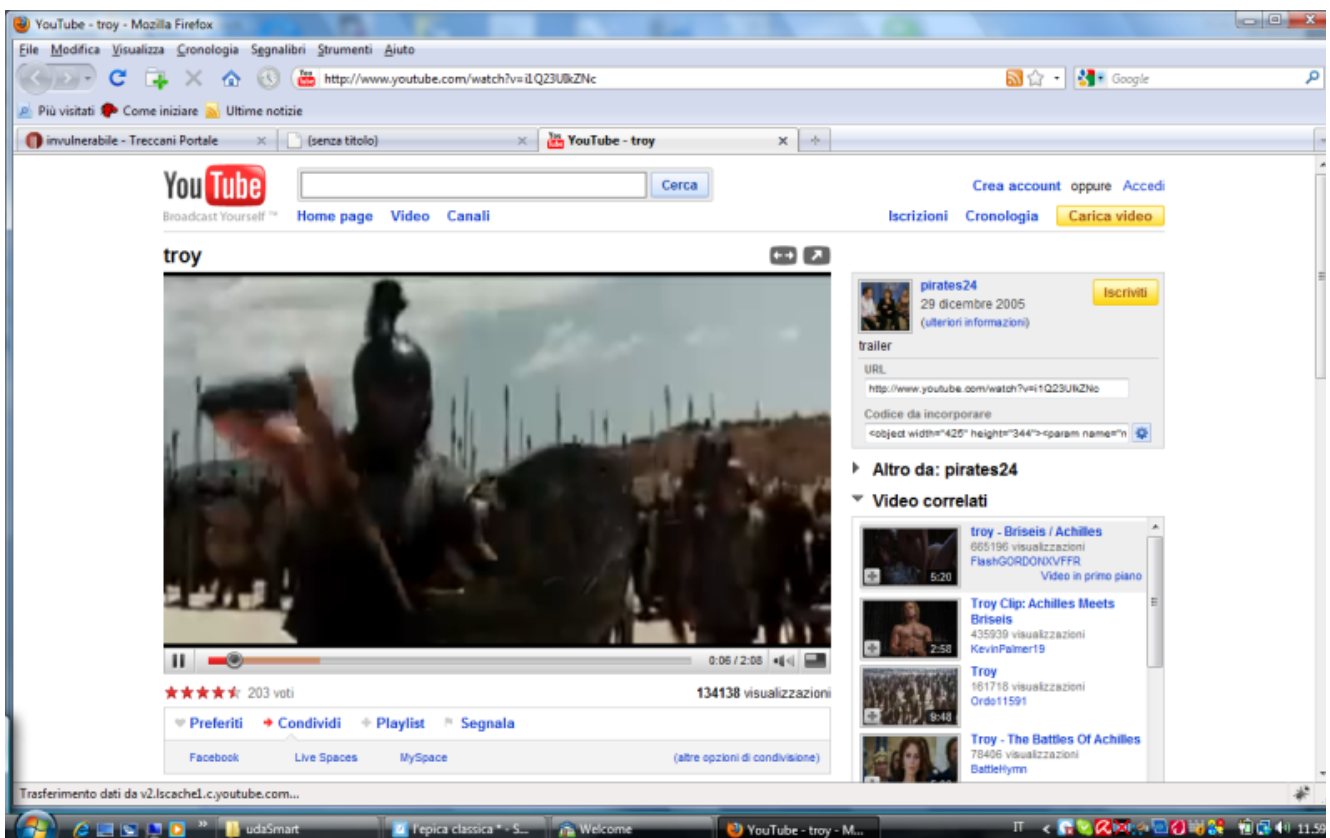 YouTube - troy - Mozilla Firefox
File Modifica Visualizza Cronologia Segnalibri Strumenti Aiuto
http://www.youtube.com/watch?v=i1Q23UlkZNc
Google
Più visitati Come iniziare Ultime notizie
invulnerabile - Treccani Portale (senza titolo) YouTube - troy
YouTube Cerca Crea account oppure Accedi
Broadcast Yourself ™ Home page Video Canali Iscrizioni Cronologia Carica video
troy
pirates24
Iscriviti
29 dicembre 2005
(ulteriori informazioni)
trailer
URL
http://www.youtube.com/watch?v=i1Q23UlkZNc
Codice da incorporare
<object width="425" height="344"><param name="n
Altro da: pirates24
Video correlati
troy - Briseis / Achilles
665196 visualizzazioni
FlashGORDONXVFFR
Video in primo piano
5:20
Troy Clip: Achilles Meets
Briseis
435939 visualizzazioni
KevinPalmer19
2:58
Troy
161718 visualizzazioni
Ordo11591
9:48
Troy - The Battles Of Achilles
78406 visualizzazioni
BattleHymn
0:06 / 2:08
203 voti 134138 visualizzazioni
Preferiti Condividi Playlist Segnala
Facebook Live Spaces MySpace (altre opzioni di condivisione)
Trasferimento dati da v2.lscache1.c.youtube.com...
udaSmart l'epica classica * - S... Welcome YouTube - troy - M... IT 11.59